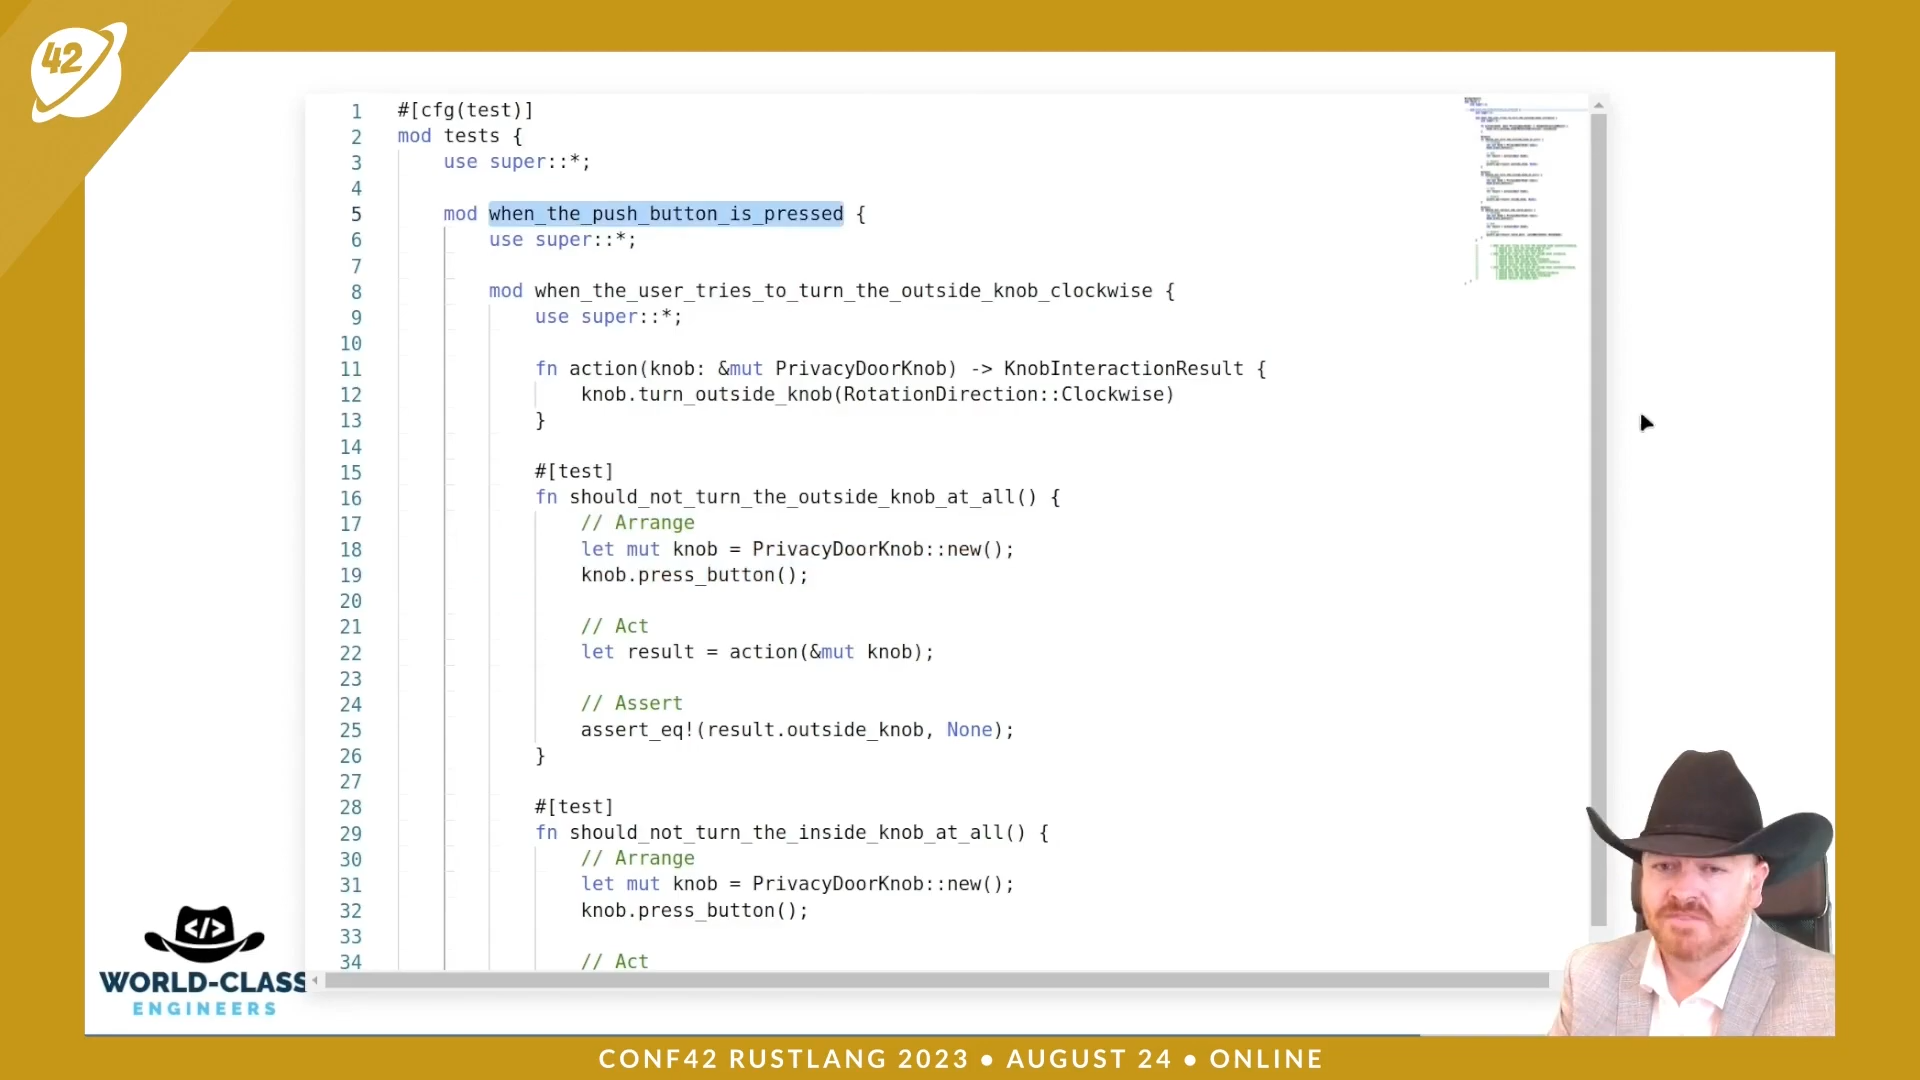 42
1 #[cfg(test)]
2 mod tests {
3 use super::*;
4
5 mod when_the_push_button_is_pressed {
6 use super::*;
7
8 mod when_the_user_tries_to_turn_the_outside_knob_clockwise {
9 use super::*;
10
11 fn action(knob: &mut PrivacyDoorKnob) -> KnobInteractionResult {
12 knob.turn_outside_knob(RotationDirection::Clockwise)
13 }
14
15 #[test]
16 fn should_not_turn_the_outside_knob_at_all() {
17 // Arrange
18 let mut knob = PrivacyDoorKnob::new();
19 knob.press_button();
20
21 // Act
22 let result = action(&mut knob);
23
24 // Assert
25 assert_eq!(result.outside_knob, None);
26 }
27
28 #[test]
29 fn should_not_turn_the_inside_knob_at_all() {
30 // Arrange
31 let mut knob = PrivacyDoorKnob::new();
32 knob.press_button();
33
34 // Act
</>
WORLD-CLASS
ENGINEERS
CONF42 RUSTLANG 2023 ● AUGUST 24 ● ONLINE